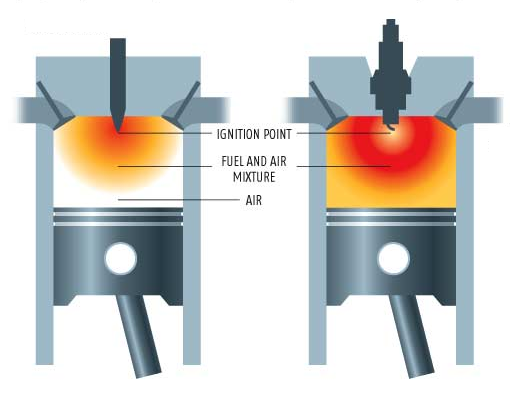 IGNITION POINT
FUEL AND AIR
MIXTURE
AIR